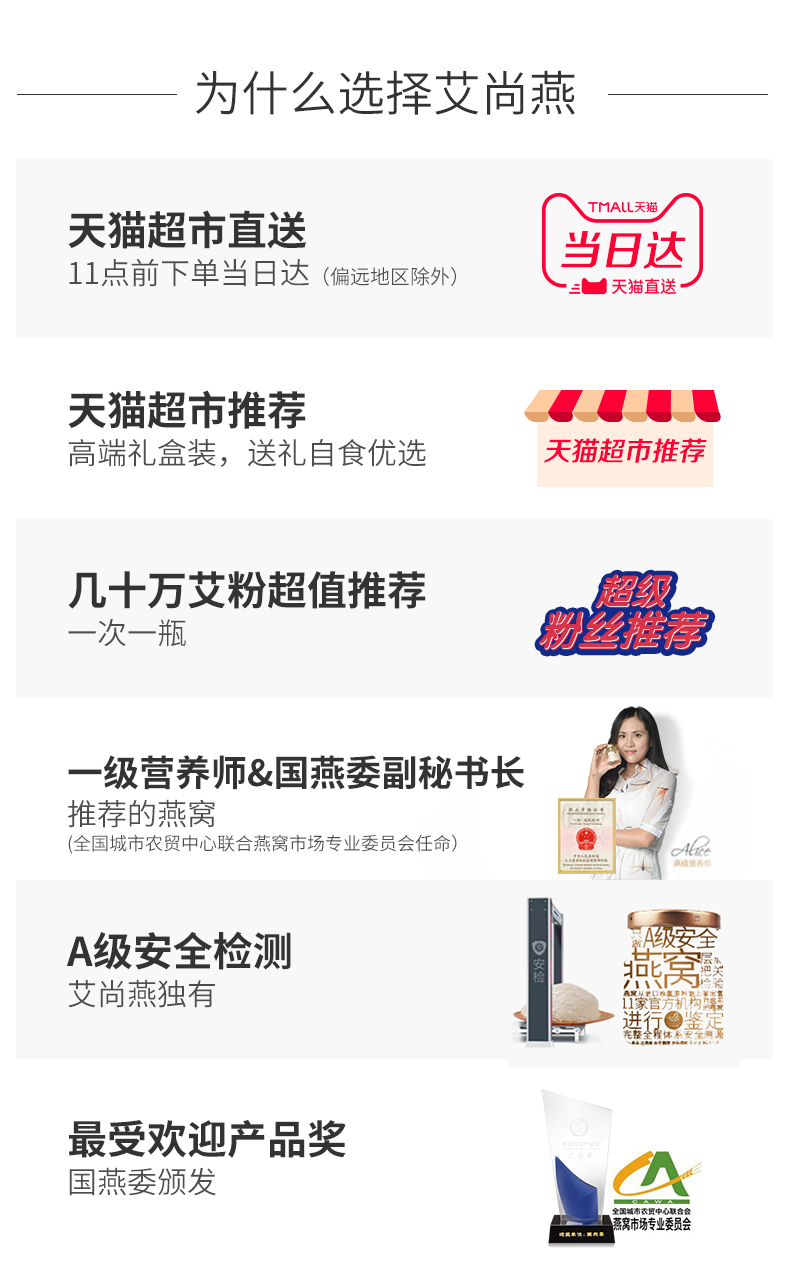 为什么选择艾尚燕
天猫超市直送
11点前下单当日达（偏远地区除外）
TMALL天猫
当日达
天猫直送
天猫超市推荐
高端礼盒装，送礼自食优选
天猫超市推荐
几十万艾粉超值推荐
一次一瓶
超级
粉丝推荐
一级营养师&国燕委副秘书长
推荐的燕窝
(全国城市农贸中心联合燕窝市场专业委员会任命）
Alice
高级营养师
A级安全检测
艾尚燕独有
安检
A级安全
燕窝
11家官方机构
进行
鉴定
完整全程体系安全溯源
最受欢迎产品奖
国燕委颁发
CAWA
全国城市农贸中心联合会
燕窝市场专业委员会